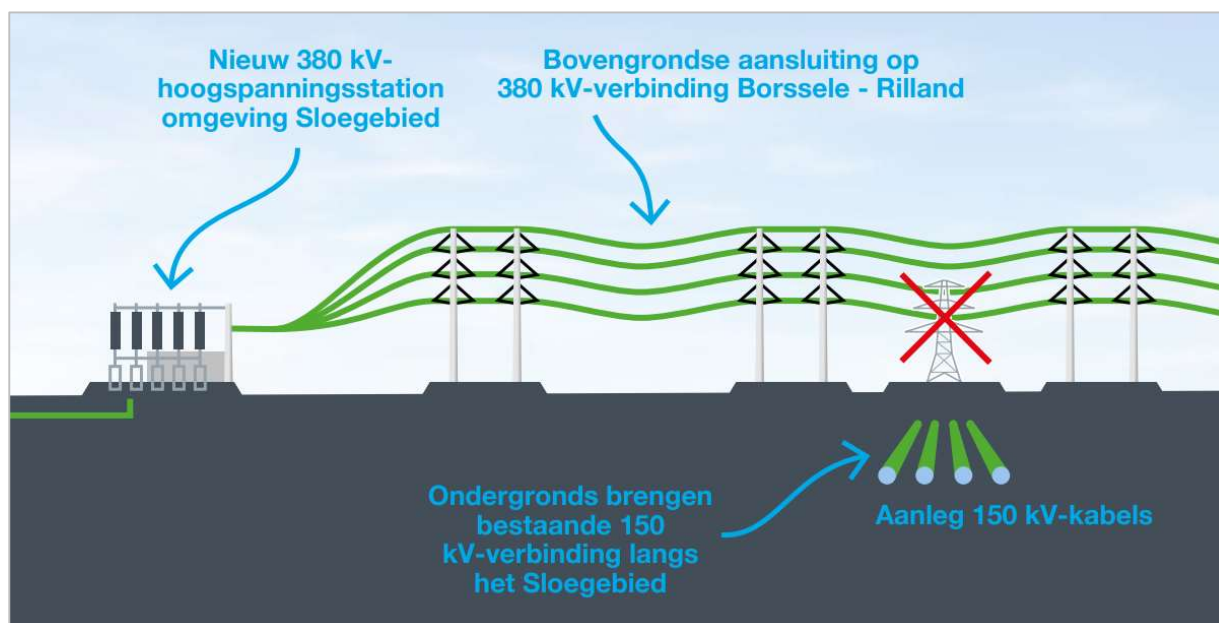 Nieuw 380 kV-
hoogspanningsstation
omgeving Sloegebied
Bovengrondse aansluiting op
380 kV-verbinding Borssele - Rilland
Ondergronds brengen
bestaande 150
kV-verbinding langs
het Sloegebied
Aanleg 150 kV-kabels